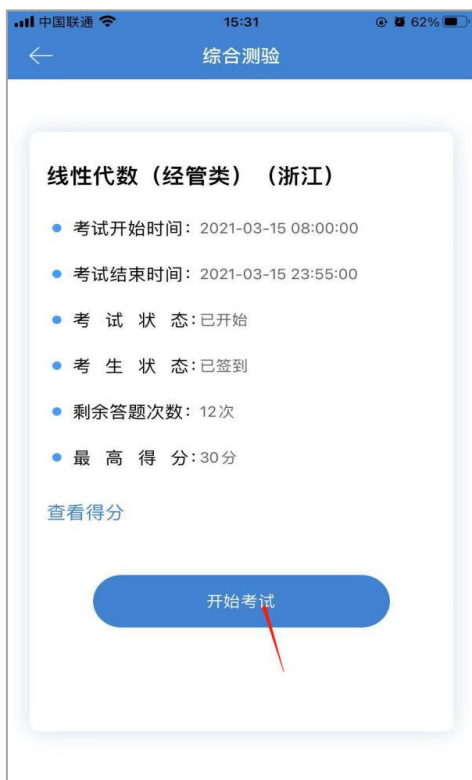 中国联通 15:31 62%
综合测验
线性代数（经管类）（浙江）
考试开始时间：2021-03-15 08:00:00
考试结束时间：2021-03-15 23:55:00
考 试 状 态：已开始
考 生 状 态：已签到
剩余答题次数：12次
最 高 得 分：30分
查看得分
开始考试